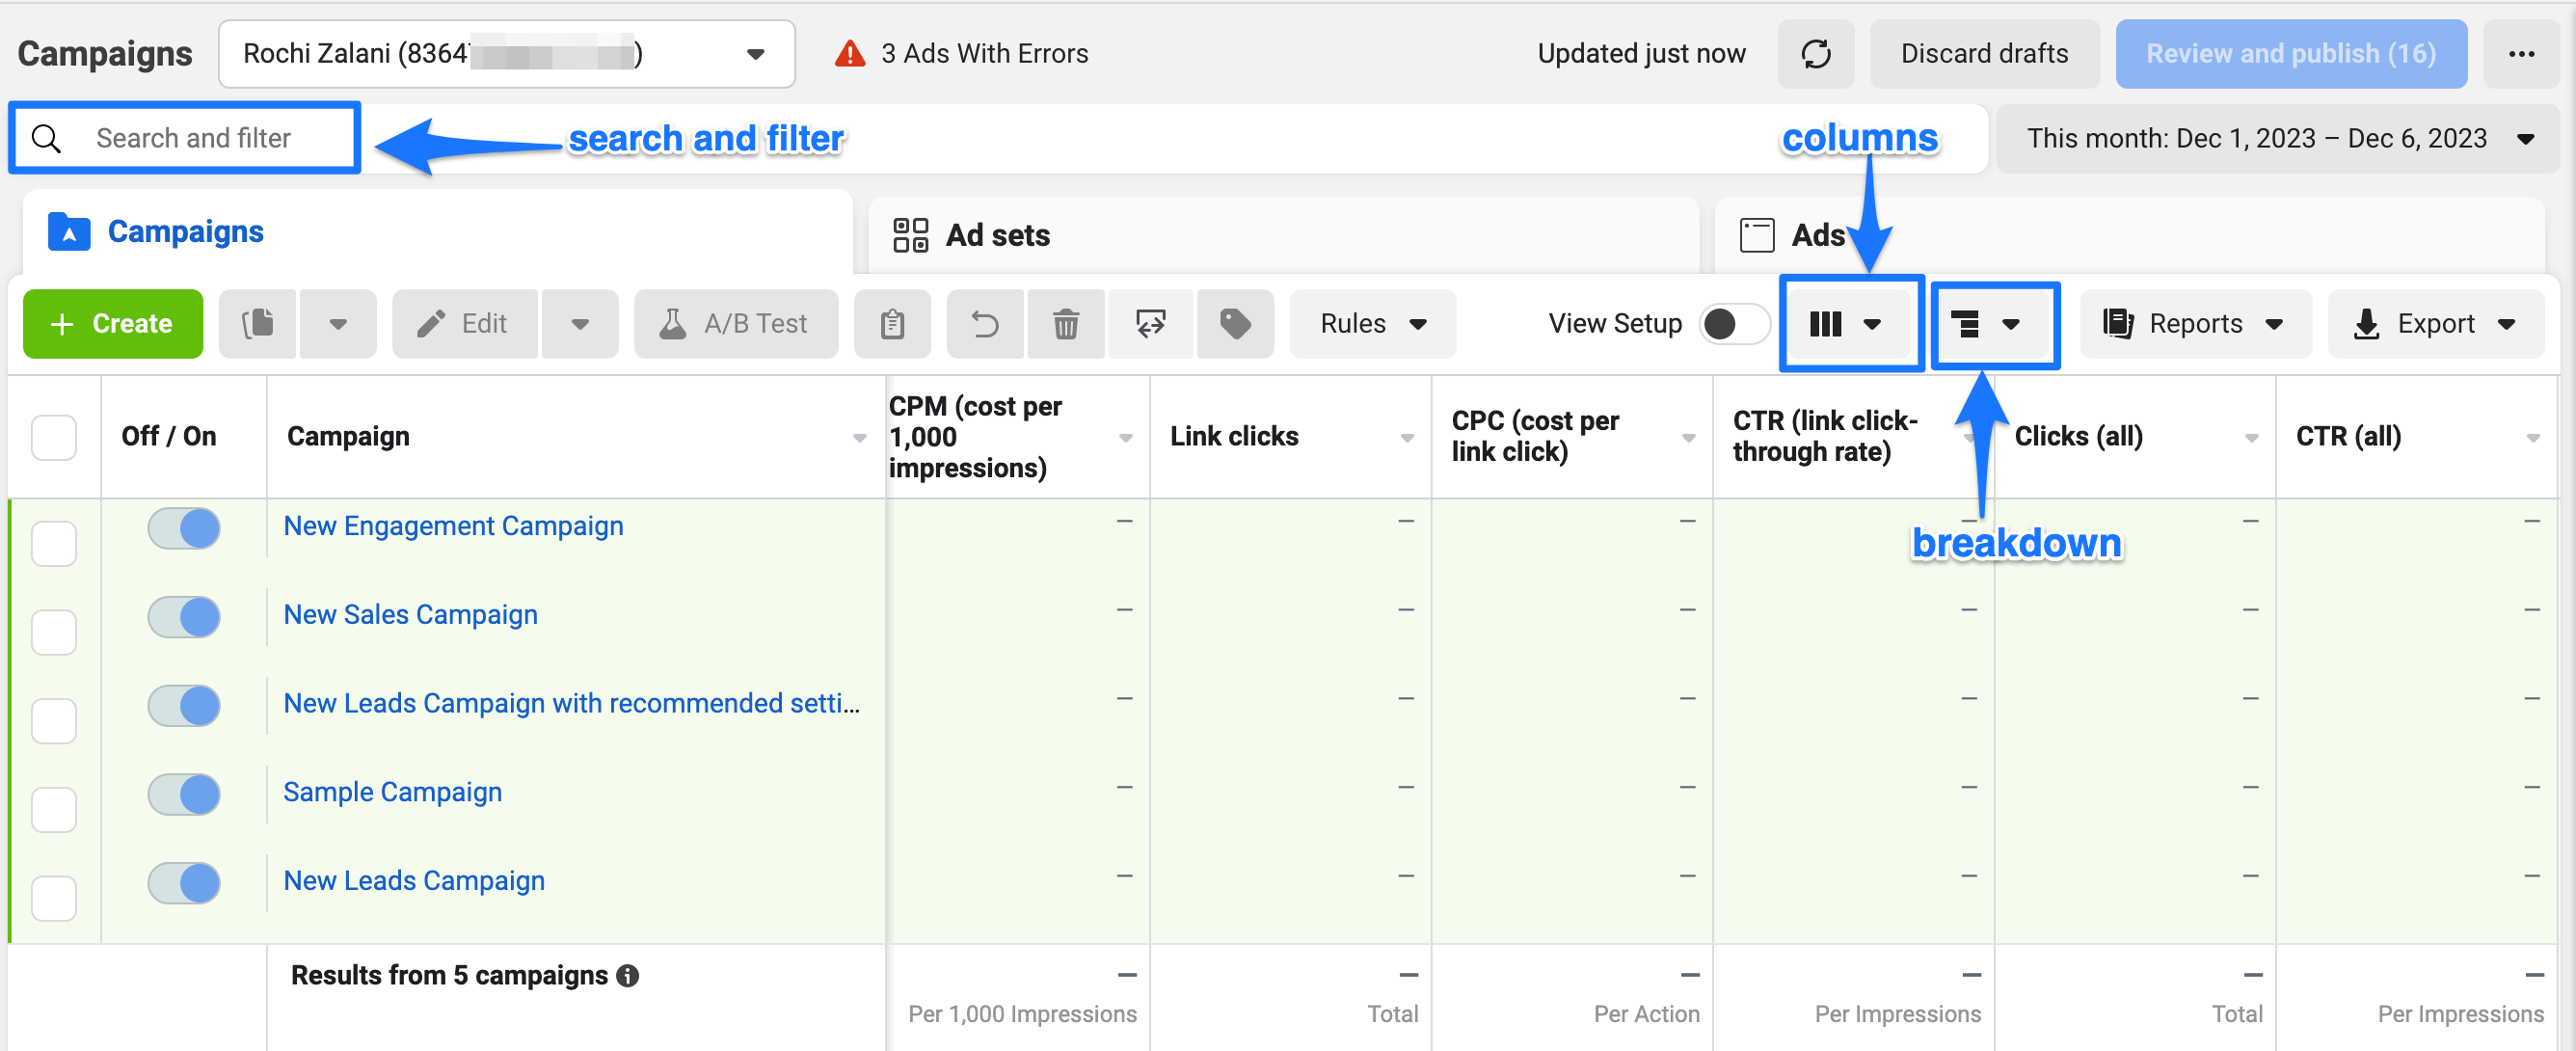 Campaigns
Rochi Zalani (8364
)
3 Ads With Errors
Updated just now
Discard drafts
Review and publish (16)
Search and filter
search and filter
columns
This month: Dec 1, 2023 – Dec 6, 2023
Campaigns
Ad sets
Ads
+ Create
Edit
A/B Test
Rules
View Setup
Reports
Export
Off / On
Campaign
CPM (cost per
1,000
impressions)
Link clicks
CPC (cost per
link click)
CTR (link click-
through rate)
Clicks (all)
CTR (all)
New Engagement Campaign
— — — — — —
breakdown
New Sales Campaign
— — — — — —
New Leads Campaign with recommended setti...
— — — — — —
Sample Campaign
— — — — — —
New Leads Campaign
— — — — — —
Results from 5 campaigns
— — — — — —
Per 1,000 Impressions
Total
Per Action
Per Impressions
Total
Per Impressions